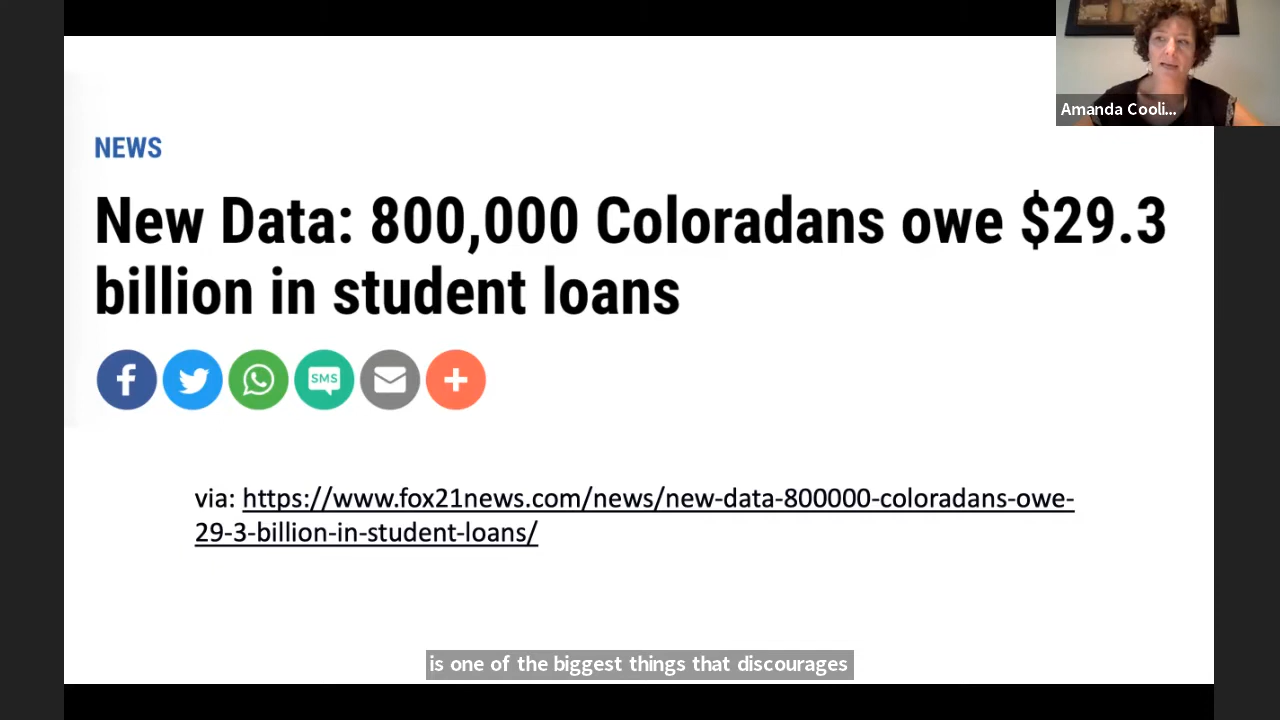 Amanda Cooli...
NEWS
New Data: 800,000 Coloradans owe $29.3
billion in student loans
SMS
via: https://www.fox21news.com/news/new-data-800000-coloradans-owe-
29-3-billion-in-student-loans/
is one of the biggest things that discourages